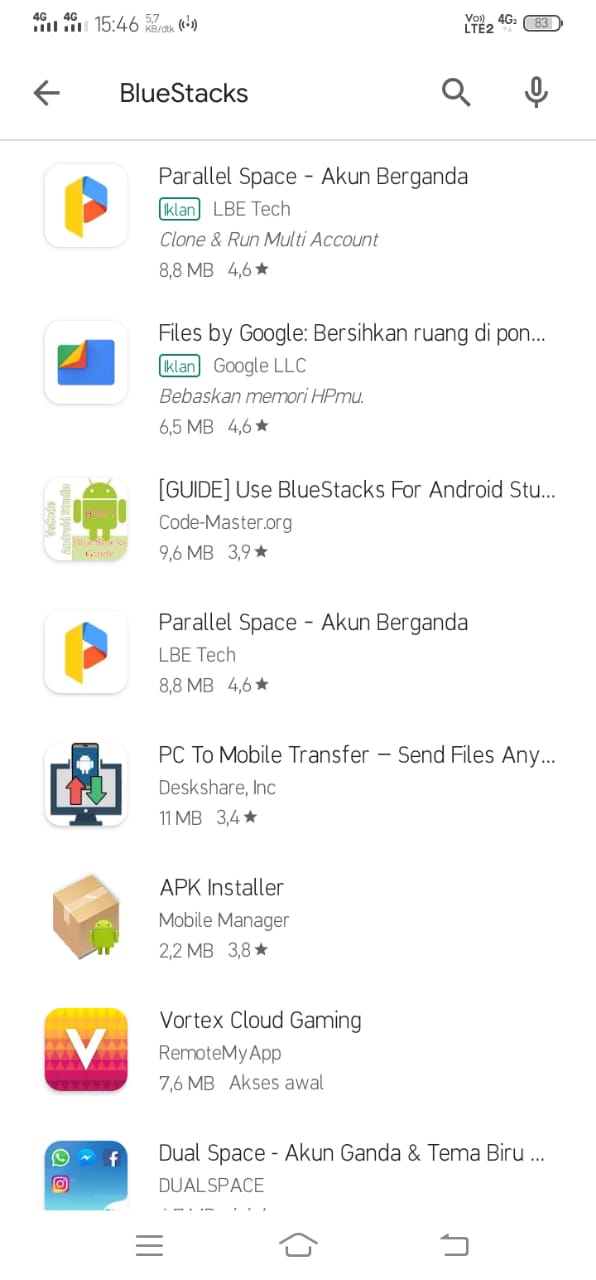 4G 4G 15:46 5,7 KB/dtk Vo)) LTE2 4G2 83
BlueStacks
Parallel Space - Akun Berganda
Iklan LBE Tech
Clone & Run Multi Account
8,8 MB 4,6★
Files by Google: Bersihkan ruang di pon...
Iklan Google LLC
Bebaskan memori HPmu.
6,5 MB 4,6★
[GUIDE] Use BlueStacks For Android Stu...
Code-Master.org
9,6 MB 3,9★
Parallel Space - Akun Berganda
LBE Tech
8,8 MB 4,6★
PC To Mobile Transfer – Send Files Any...
Deskshare, Inc
11 MB 3,4★
APK Installer
Mobile Manager
2,2 MB 3,8★
Vortex Cloud Gaming
RemoteMyApp
7,6 MB Akses awal
Dual Space - Akun Ganda & Tema Biru ...
DUALSPACE